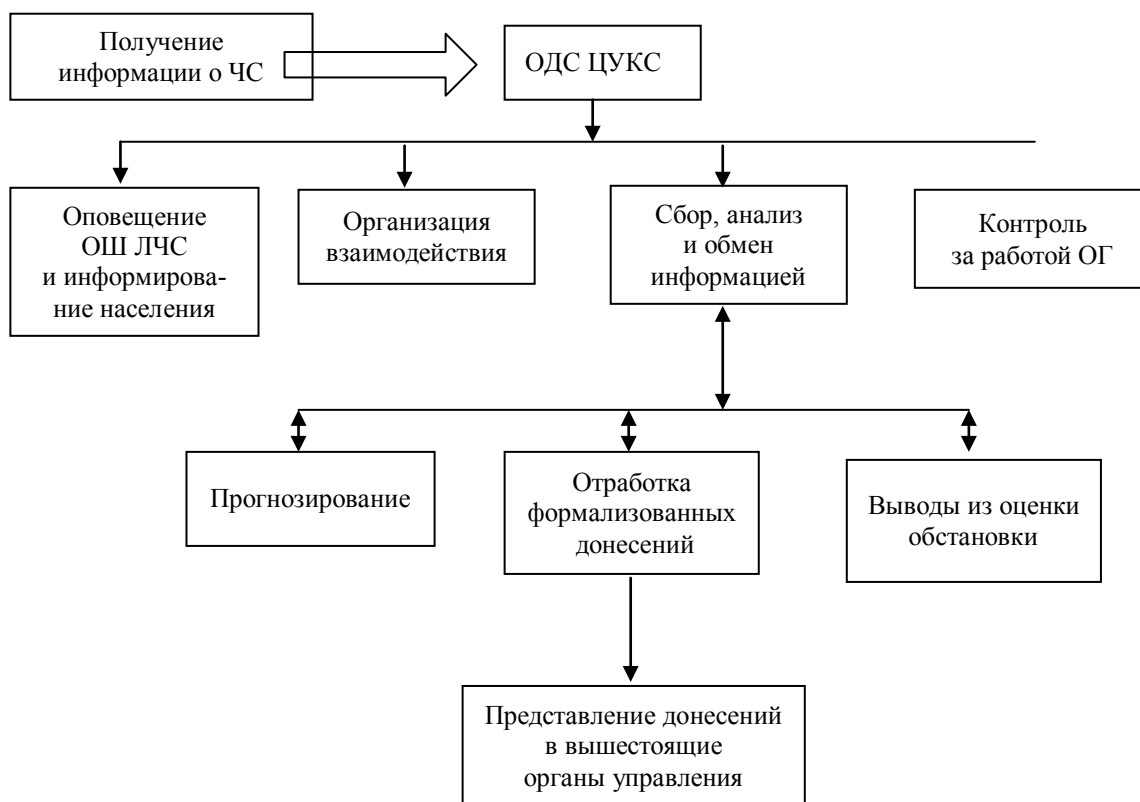 Получение
информации о ЧС
ОДС ЦУКС
Оповещение
ОШ ЛЧС
и информирова-
ние населения
Организация
взаимодействия
Сбор, анализ
и обмен
информацией
Контроль
за работой ОГ
Прогнозирование
Отработка
формализованных
донесений
Выводы из оценки
обстановки
Представление донесений
в вышестоящие
органы управления